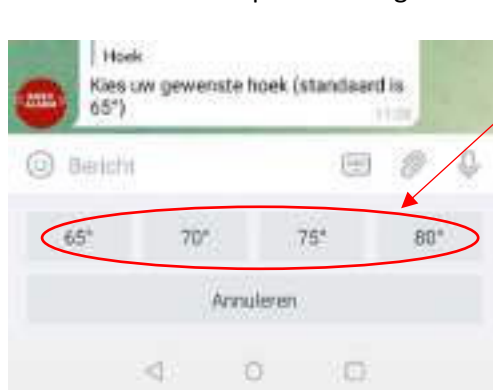 Hoek
Kies uw gewenste hoek (standaard is
65°)
Bericht
65° 70° 75° 80°
Annuleren